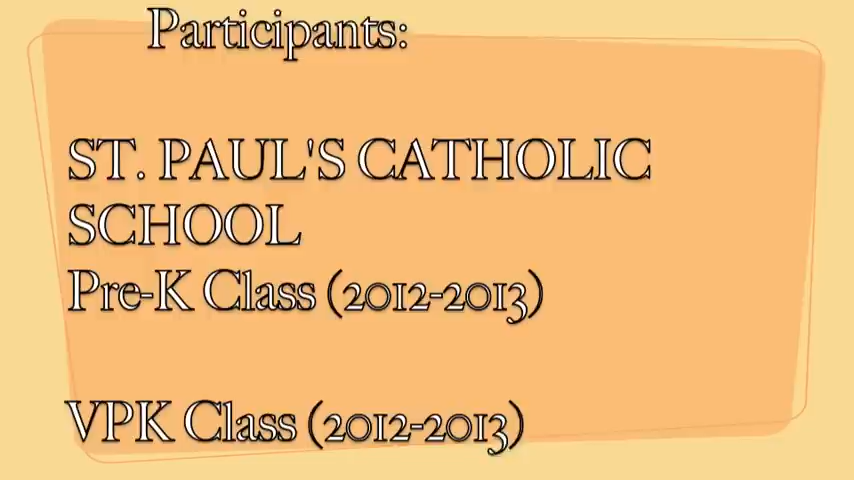 Participants:
ST. PAUL'S CATHOLIC
SCHOOL
Pre-K Class (2012-2013)
VPK Class (2012-2013)